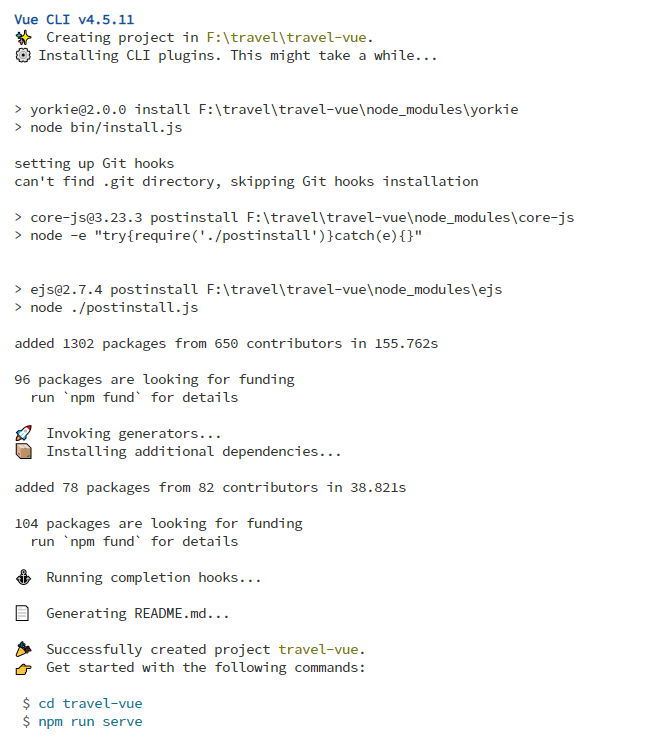 Vue CLI v4.5.11
✨ Creating project in F:\travel\travel-vue.
⚙️ Installing CLI plugins. This might take a while...
> yorkie@2.0.0 install F:\travel\travel-vue\node_modules\yorkie
> node bin/install.js
setting up Git hooks
can't find .git directory, skipping Git hooks installation
> core-js@3.23.3 postinstall F:\travel\travel-vue\node_modules\core-js
> node -e "try{require('./postinstall')}catch(e){}"
> ejs@2.7.4 postinstall F:\travel\travel-vue\node_modules\ejs
> node ./postinstall.js
added 1302 packages from 650 contributors in 155.762s
96 packages are looking for funding
  run `npm fund` for details
🚀 Invoking generators...
📦 Installing additional dependencies...
added 78 packages from 82 contributors in 38.821s
104 packages are looking for funding
  run `npm fund` for details
⚓ Running completion hooks...
📄 Generating README.md...
🎉 Successfully created project travel-vue.
👉 Get started with the following commands:
$ cd travel-vue
$ npm run serve